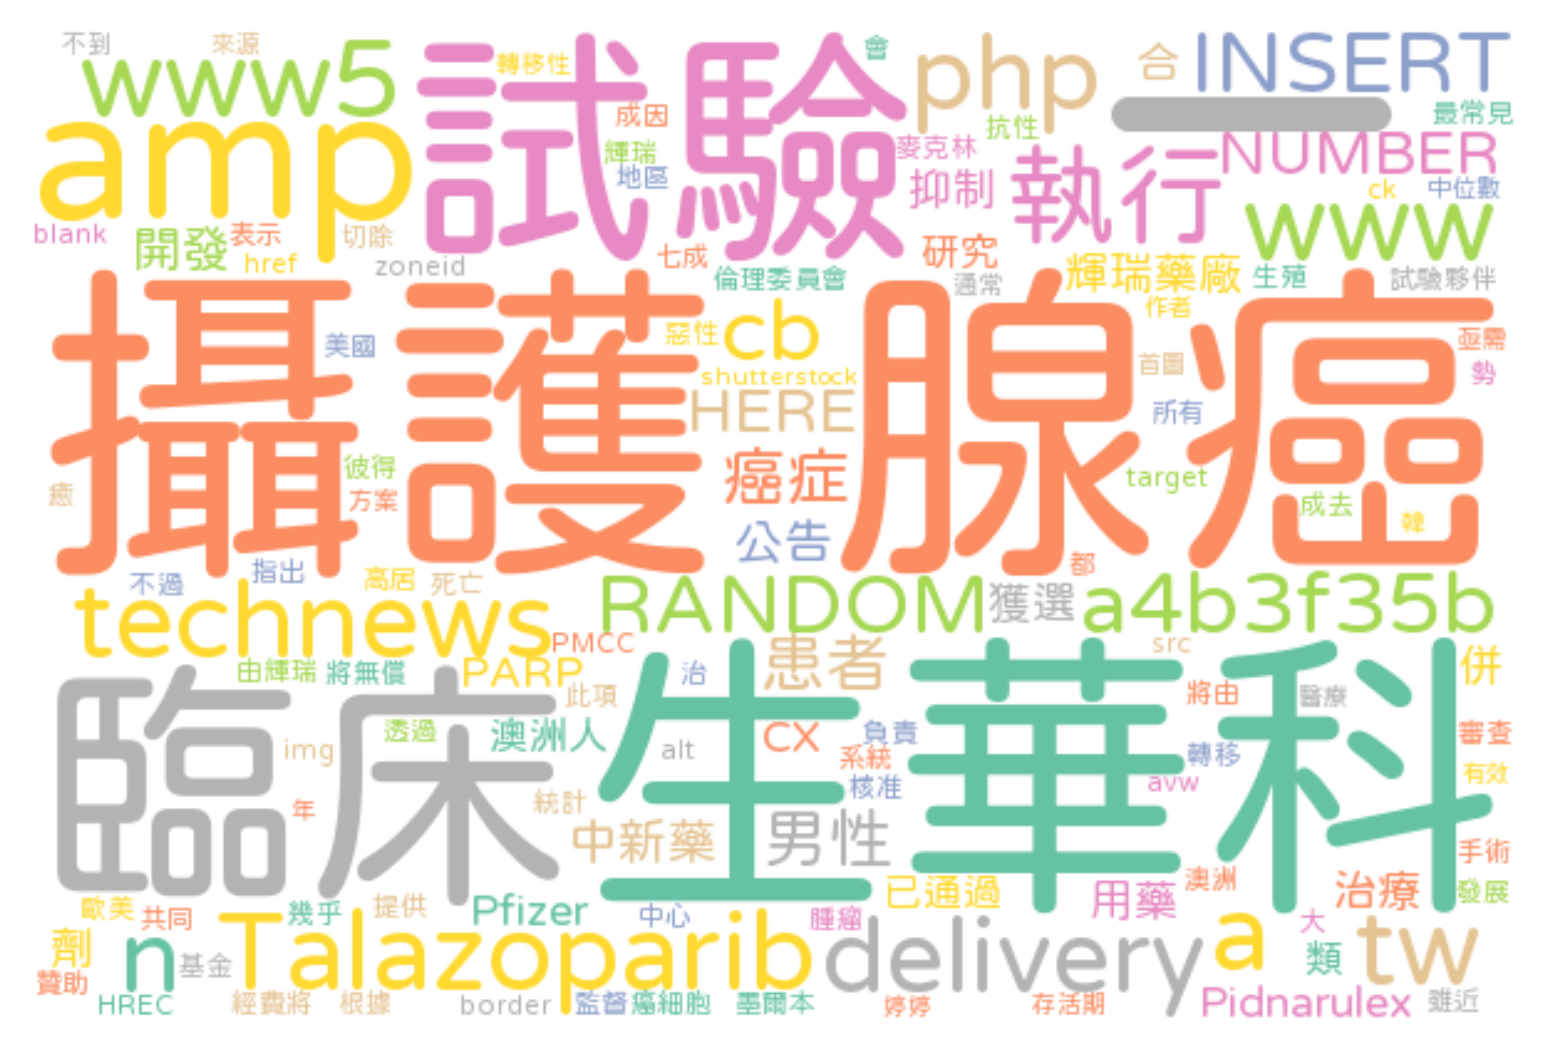 不到
來源
www5
轉移性
試驗
會
php
合
INSERT
amp
成因
輝瑞
地區
抗性
麥克林
抑制
執行
最常見
NUMBER
ck
中位數
www
blank
開發
表示
href
切除
zoneid
七成
倫理委員會
研究
通常
輝瑞藥廠
作者
生殖
試驗夥伴
攝護腺癌
美國
惡性
cb
shutterstock
HERE
首圖
所有
亟需
勢
癒
彼得
方案
癌症
公告
target
成去
韓
都
不過
指出
高居
死亡
technews
RANDOM
獲選
a4b3f35b
PMCC
由輝瑞
將無償
PARP
此項
治
患者
src
將由
醫療
併
臨床
生華科
img
年
透過
澳洲人
alt
CX
負責
系統
核准
轉移
avw
審查
有效
統計
中新藥
男性
手術
歐美
共同
幾乎
提供
Pfizer
中心
腫瘤
已通過
用藥
澳洲
治療
發展
劑
n
基金
Talazoparib
delivery
a
大
類
tw
贊助
HREC
經費將
根據
border
監督
癌細胞
墨爾本
婷婷
存活期
Pidnarulex